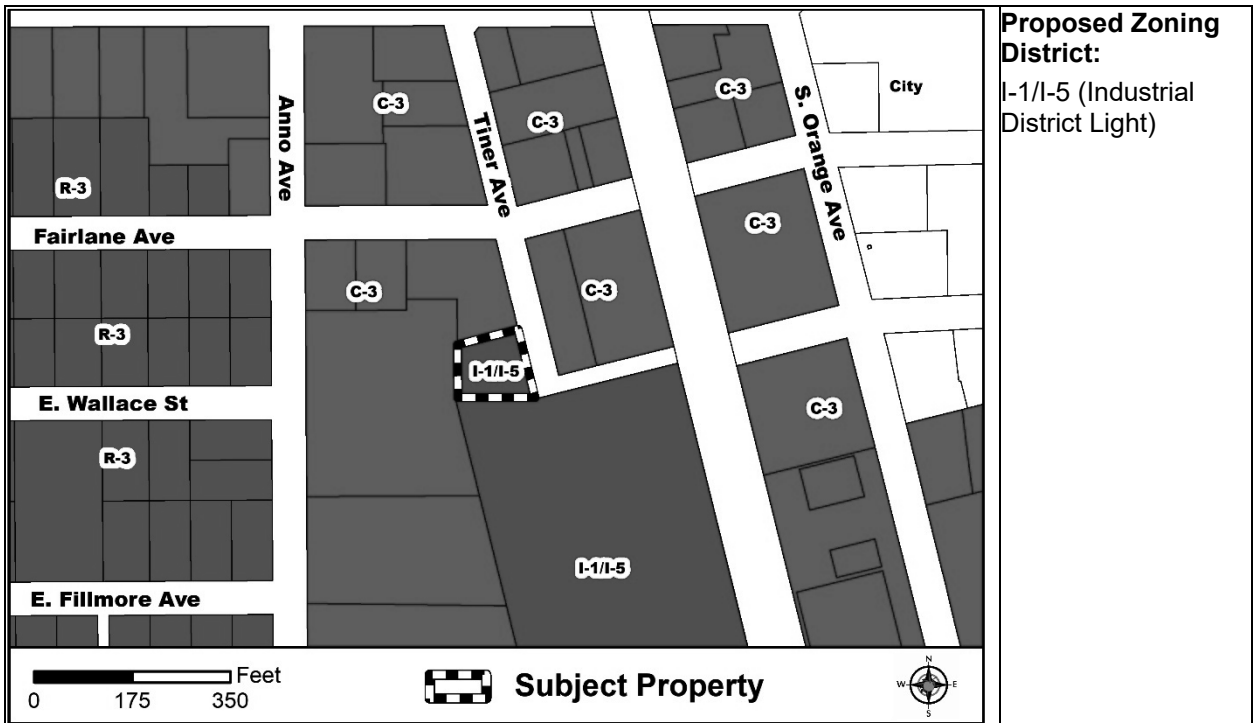 Proposed Zoning
District:
I-1/I-5 (Industrial
District Light)
City
C-3
C-3
C-3
Anno Ave
Tiner Ave
S. Orange Ave
R-3
C-3
Fairlane Ave
C-3
C-3
R-3
I-1/I-5
E. Wallace St
C-3
R-3
I-1/I-5
E. Fillmore Ave
Feet
0 175 350
Subject Property
N
W E
S